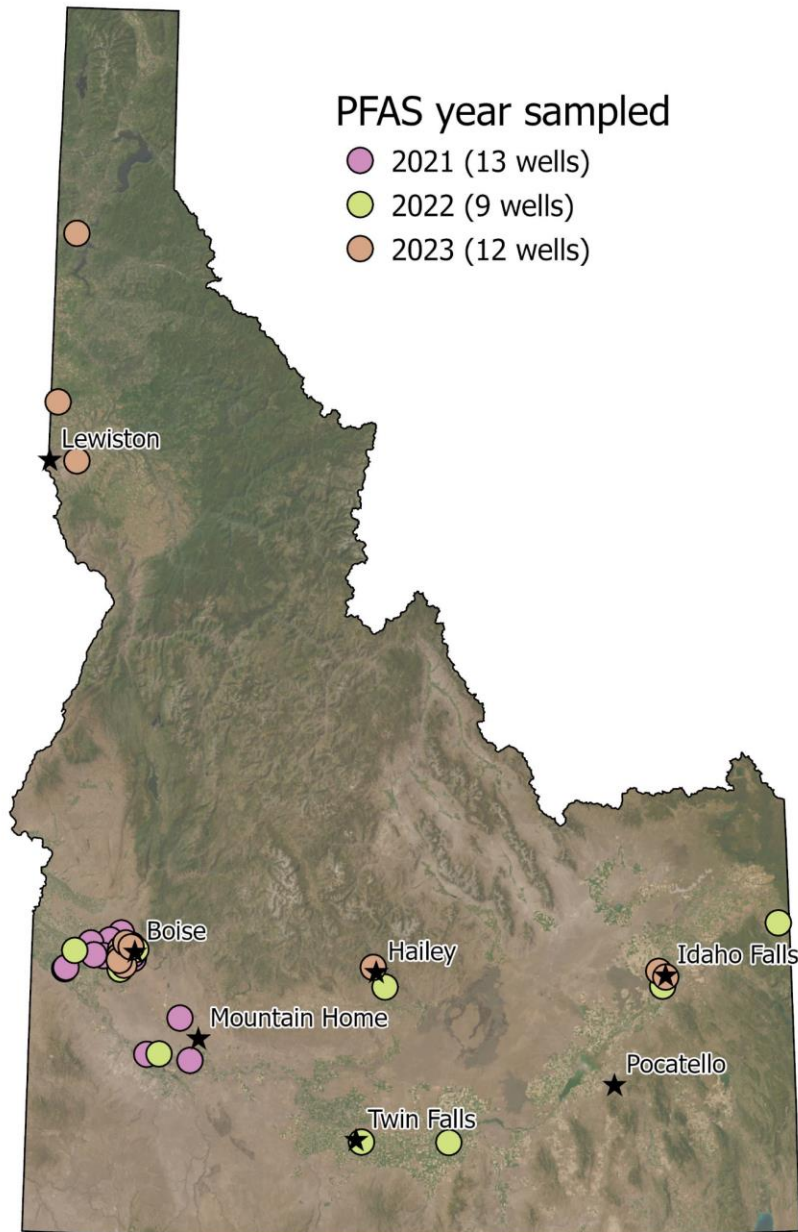 PFAS year sampled
2021 (13 wells)
2022 (9 wells)
2023 (12 wells)
Lewiston
Boise
Hailey
Idaho Falls
Mountain Home
Pocatello
Twin Falls